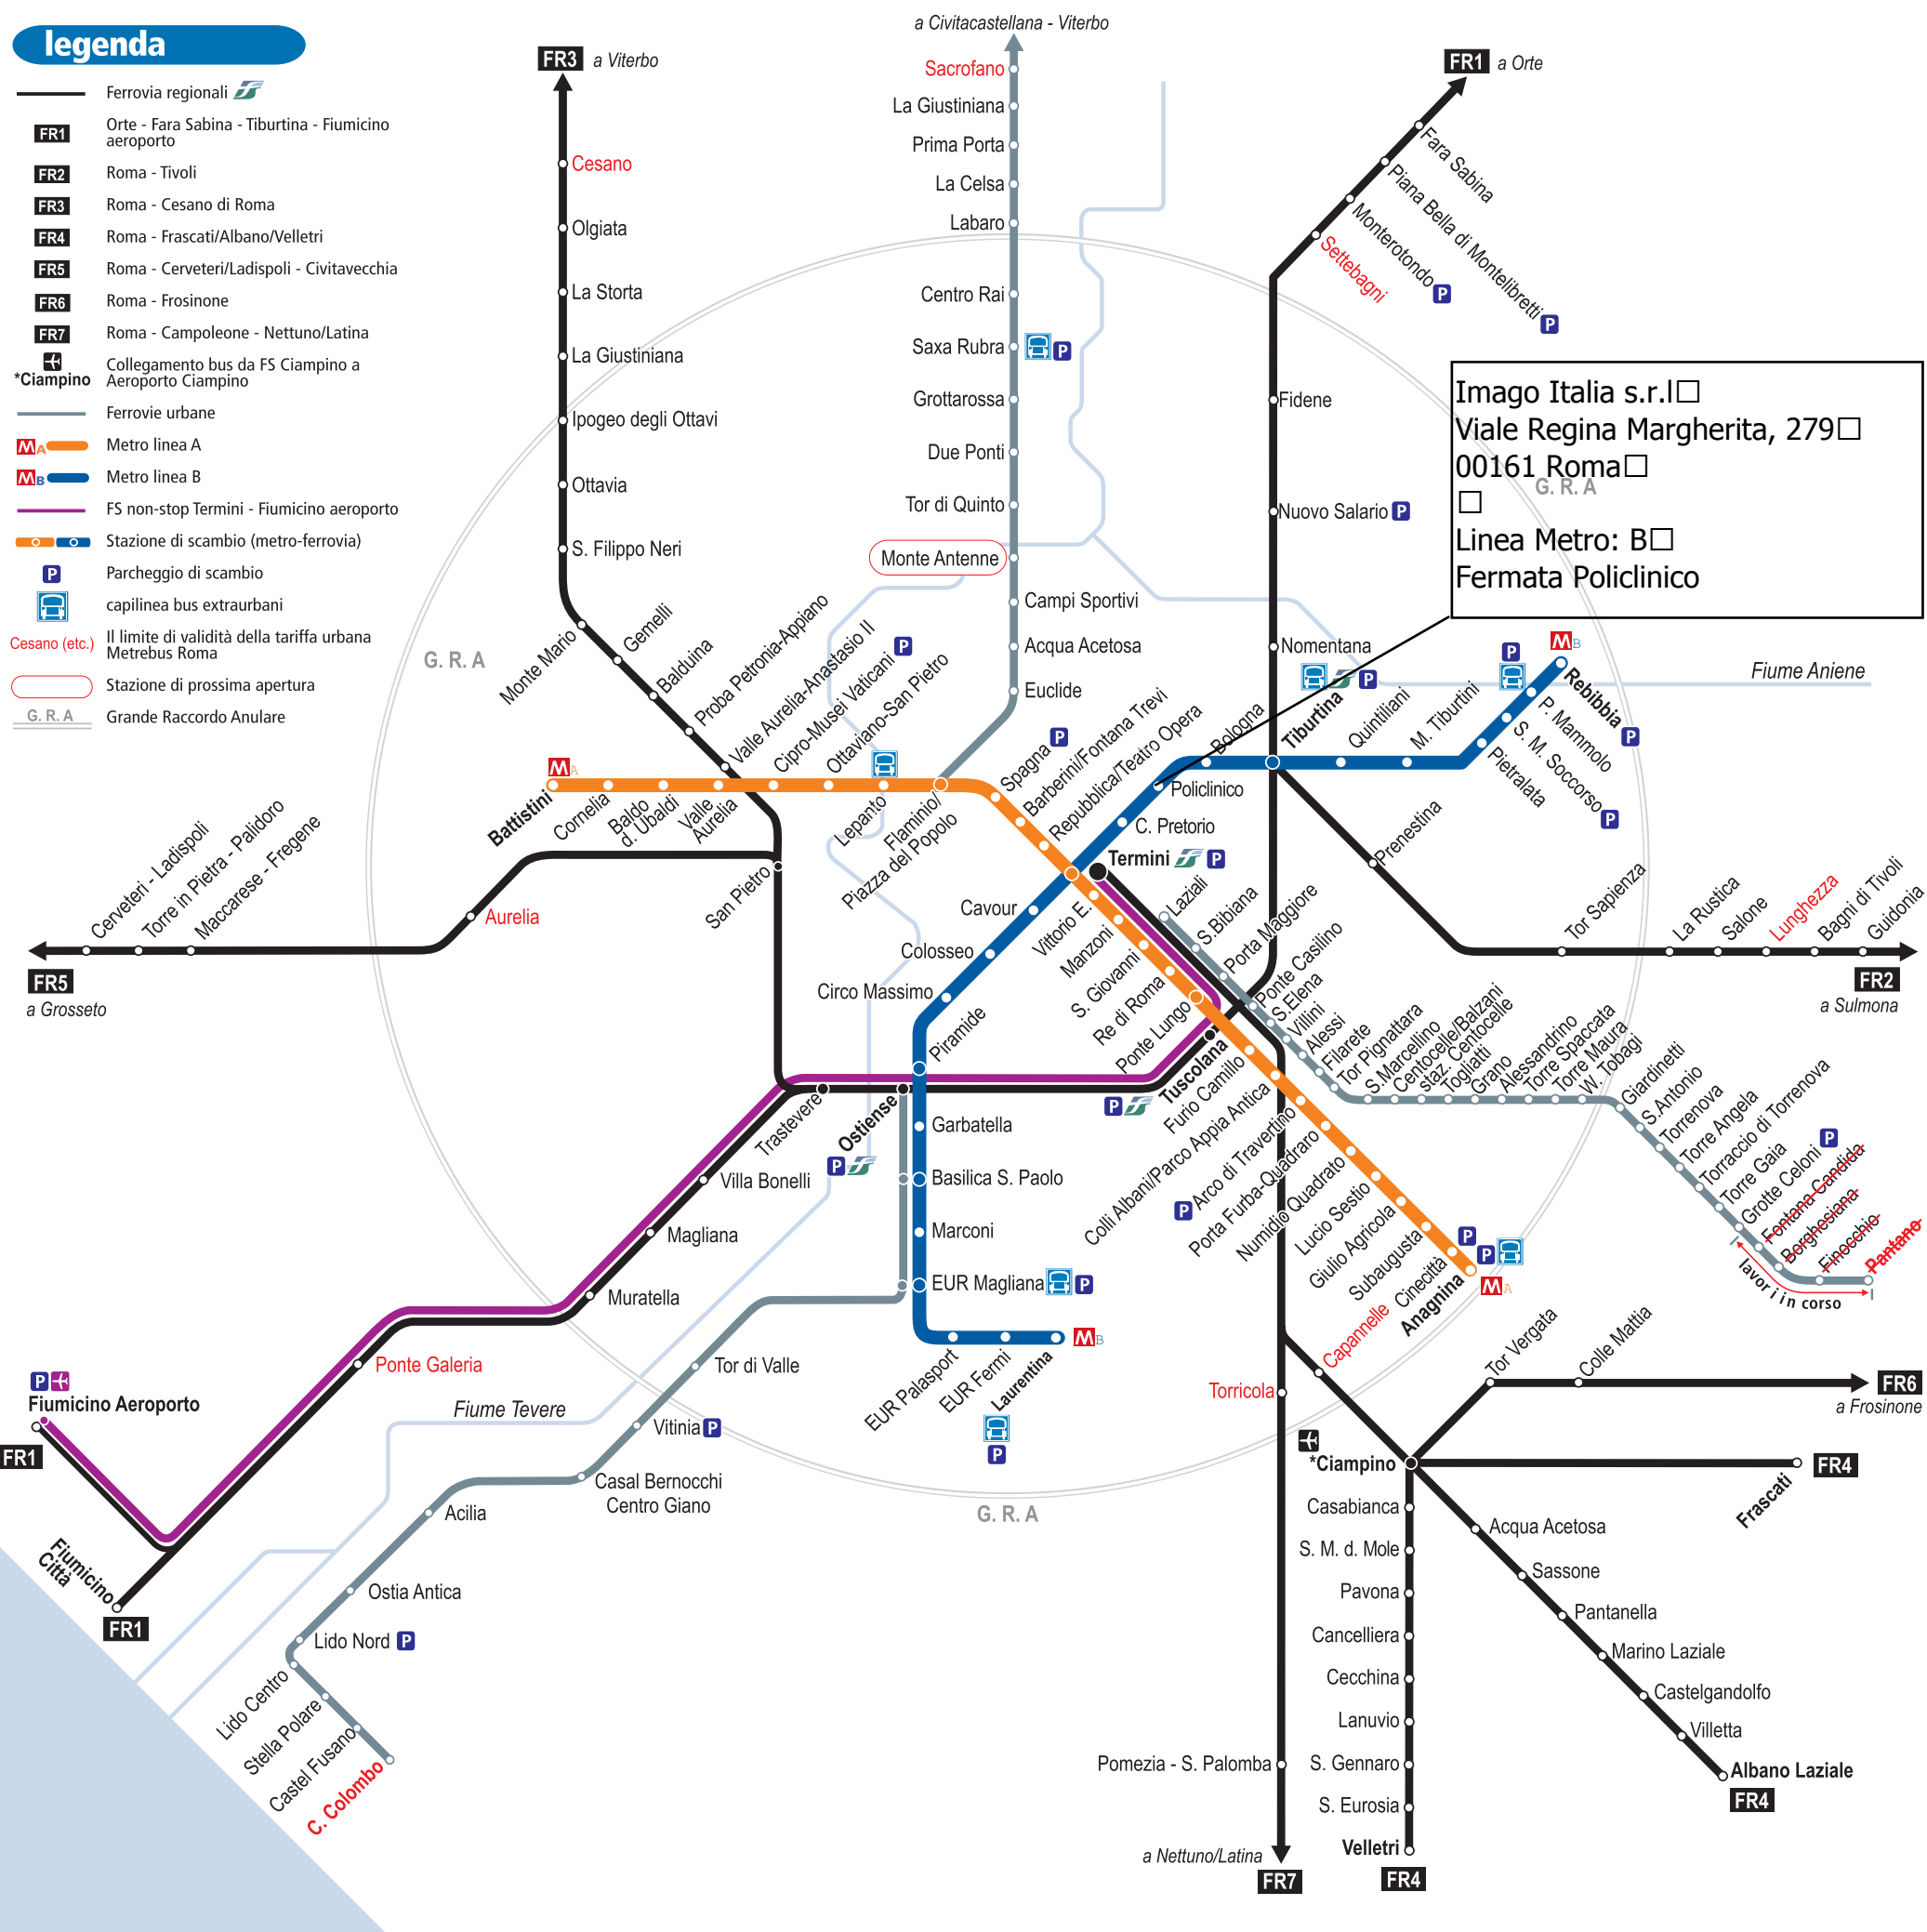 legenda
Ferrovia regionali
FR1
Orte - Fara Sabina - Tiburtina - Fiumicino
aeroporto
FR2
Roma - Tivoli
FR3
Roma - Cesano di Roma
FR4
Roma - Frascati/Albano/Velletri
FR5
Roma - Cerveteri/Ladispoli - Civitavecchia
FR6
Roma - Frosinone
FR7
Roma - Campoleone - Nettuno/Latina
*Ciampino
Collegamento bus da FS Ciampino a
Aeroporto Ciampino
Ferrovie urbane
MA
Metro linea A
MB
Metro linea B
FS non-stop Termini - Fiumicino aeroporto
Stazione di scambio (metro-ferrovia)
P
Parcheggio di scambio
capilinea bus extraurbani
Cesano (etc.)
Il limite di validità della tariffa urbana
Metrebus Roma
Stazione di prossima apertura
G. R. A
Grande Raccordo Anulare
FR3
a Viterbo
Cesano
Olgiata
La Storta
La Giustiniana
Ipogeo degli Ottavi
Ottavia
S. Filippo Neri
Monte Mario
Gemelli
Balduina
Proba Petronia-Appiano
Valle Aurelia-Anastasio II
Cipro-Musei Vaticani P
Ottaviano-San Pietro
G. R. A
a Civitacastellana - Viterbo
Sacrofano
La Giustiniana
Prima Porta
La Celsa
Labaro
Centro Rai
Saxa Rubra
P
Grottarossa
Due Ponti
Tor di Quinto
Monte Antenne
Campi Sportivi
Acqua Acetosa
Euclide
FR1
a Orte
Fara Sabina
Piana Bella di Montelibretti P
Monterotondo P
Settebagni
Fidene
Nuovo Salario P
Nomentana
Imago Italia s.r.l
Viale Regina Margherita, 279
00161 Roma
Linea Metro: B
Fermata Policlinico
G. R. A
Fiume Aniene
MB
Rebibbia P
P
P. Mammolo
S. M. Soccorso P
Pietralata
M. Tiburtini
Quintiliani
Tiburtina
P
Bologna
Policlinico
C. Pretorio
Termini P
Cavour
Colosseo
Circo Massimo
Piramide
Garbatella
Basilica S. Paolo
Marconi
EUR Magliana P
EUR Palasport
EUR Fermi
Laurentina
P
MB
MA
Battistini
Cornelia
Baldo
d. Ubaldi
Valle
Aurelia
Lepanto
Flaminio/
Piazza del Popolo
Spagna P
Barberini/Fontana Trevi
Repubblica/Teatro Opera
Vittorio E.
Manzoni
S. Giovanni
Re di Roma
Ponte Lungo
Furio Camillo
Colli Albani/Parco Appia Antica
P Arco di Travertino
Porta Furba-Quadraro
Numidio Quadrato
Lucio Sestio
Giulio Agricola
Subaugusta
Cinecittà
Anagnina
P
P
MA
Cerveteri - Ladispoli
Torre in Pietra - Palidoro
Maccarese - Fregene
Aurelia
San Pietro
FR5
a Grosseto
Prenestina
Tor Sapienza
La Rustica
Salone
Lunghezza
Bagni di Tivoli
Guidonia
FR2
a Sulmona
Laziali
S.Bibiana
Porta Maggiore
Ponte Casilino
S.Elena
Villini
Alessi
Filarete
Tor Pignattara
S.Marcellino
Centocelle/Balzani
staz. Centocelle
Togliatti
Grano
Alessandrino
Torre Spaccata
Torre Maura
W. Tobagi
Giardinetti
S.Antonio
Torrenova
Torre Angela
Torraccio di Torrenova
Torre Gaia
Grotte Celoni P
Fontana Candida
Borghesiana
Finocchio
Pantano
lavori in corso
Tuscolana
P
Ostiense
P
Trastevere
Villa Bonelli
Magliana
Muratella
Ponte Galeria
P
Fiumicino Aeroporto
FR1
Fiumicino
Città
FR1
Fiume Tevere
Tor di Valle
Vitinia P
Casal Bernocchi
Centro Giano
Acilia
Ostia Antica
Lido Nord P
Lido Centro
Stella Polare
Castel Fusano
C. Colombo
G. R. A
Capannelle
Torricola
Tor Vergata
Colle Mattia
FR6
a Frosinone
*Ciampino
FR4
Frascati
Casabianca
S. M. d. Mole
Pavona
Cancelliera
Cecchina
Lanuvio
S. Gennaro
S. Eurosia
Velletri
FR4
Acqua Acetosa
Sassone
Pantanella
Marino Laziale
Castelgandolfo
Villetta
Albano Laziale
FR4
Pomezia - S. Palomba
a Nettuno/Latina
FR7